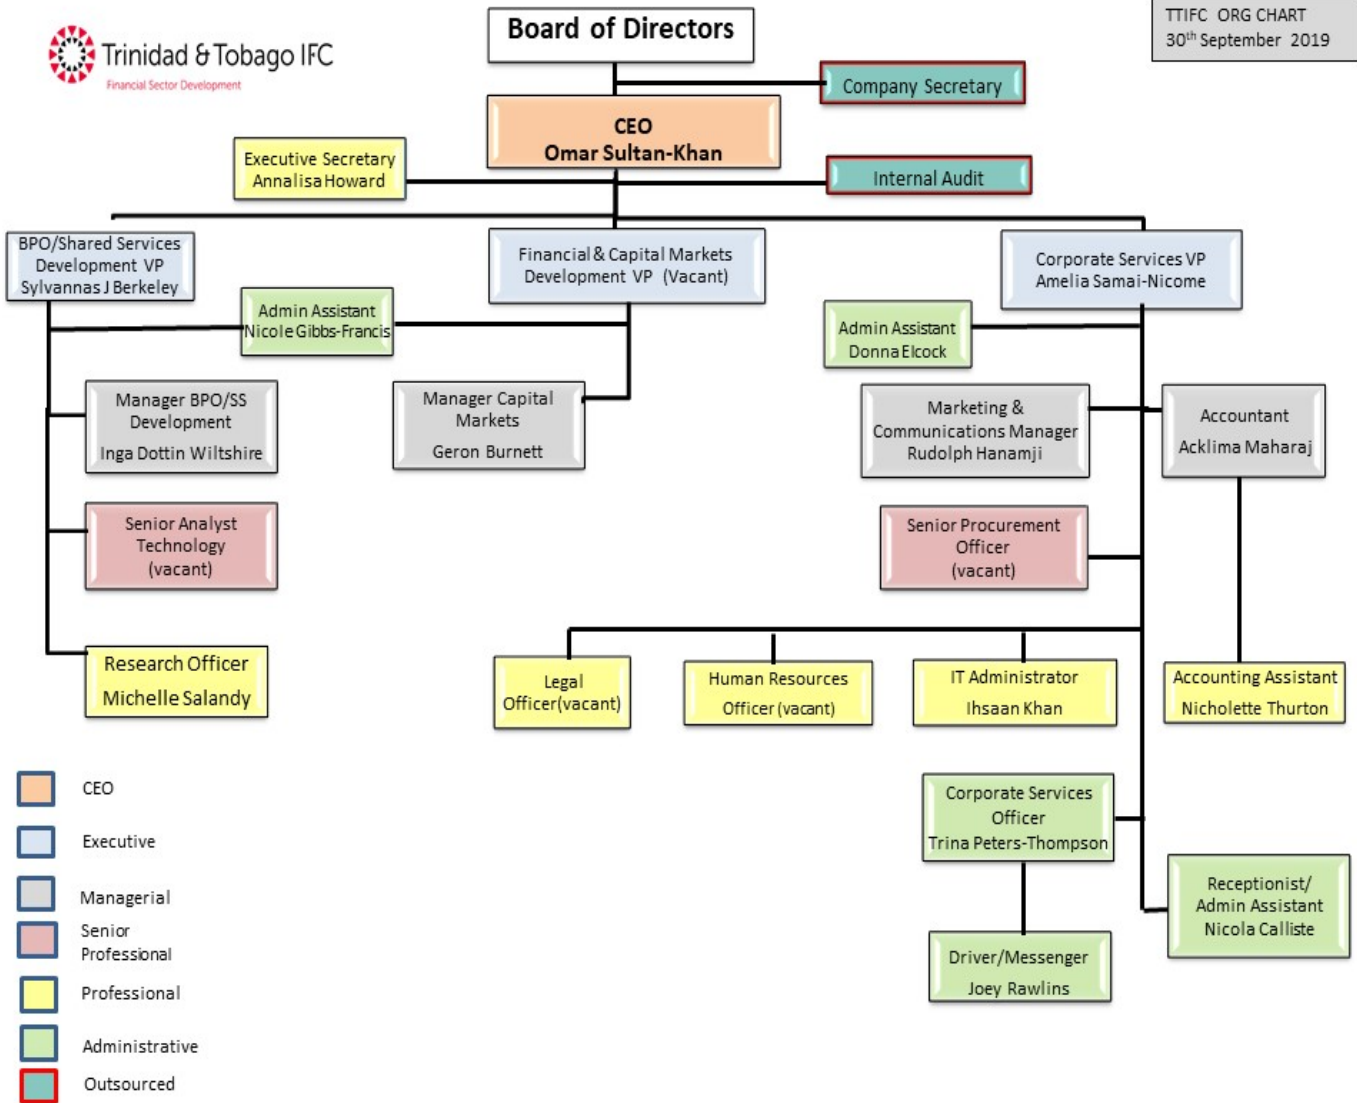 Trinidad & Tobago IFC
Financial Sector Development
Board of Directors
TTIFC ORG CHART
30th September 2019
Company Secretary
CEO
Omar Sultan-Khan
Executive Secretary
Annalisa Howard
Internal Audit
BPO/Shared Services
Development VP
Sylvannas J Berkeley
Financial & Capital Markets
Development VP (Vacant)
Corporate Services VP
Amelia Samai-Nicome
Admin Assistant
Nicole Gibbs-Francis
Admin Assistant
Donna Elcock
Manager BPO/SS
Development
Inga Dottin Wiltshire
Manager Capital
Markets
Geron Burnett
Marketing &
Communications Manager
Rudolph Hanamji
Accountant
Acklima Maharaj
Senior Analyst
Technology
(vacant)
Senior Procurement
Officer
(vacant)
Research Officer
Michelle Salandy
Legal
Officer(vacant)
Human Resources
Officer (vacant)
IT Administrator
Ihsaan Khan
Accounting Assistant
Nicholette Thurton
Corporate Services
Officer
Trina Peters-Thompson
Receptionist/
Admin Assistant
Nicola Calliste
Driver/Messenger
Joey Rawlins
CEO
Executive
Managerial
Senior
Professional
Professional
Administrative
Outsourced